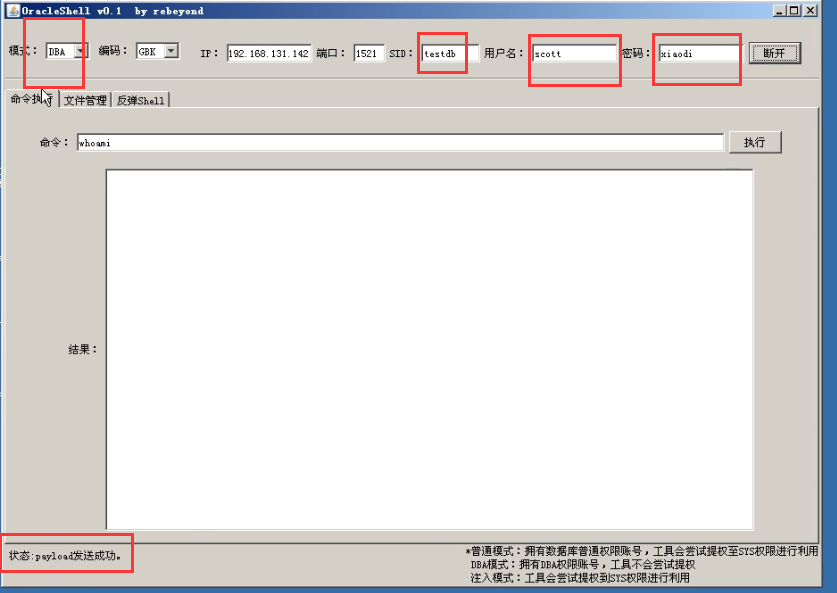 OracleShell v0.1 by rebeyond
模式： DBA 编码： GBK IP： 192.168.131.142 端口： 1521 SID： testdb 用户名： scott 密码： xiaodi 断开
命令执行 文件管理 反弹Shell
命令： whoami 执行
结果：
状态:payload发送成功。
*普通模式：拥有数据库普通权限账号，工具会尝试提权至SYS权限进行利用
DBA模式：拥有DBA权限账号，工具不会尝试提权
注入模式：工具会尝试提权到SYS权限进行利用